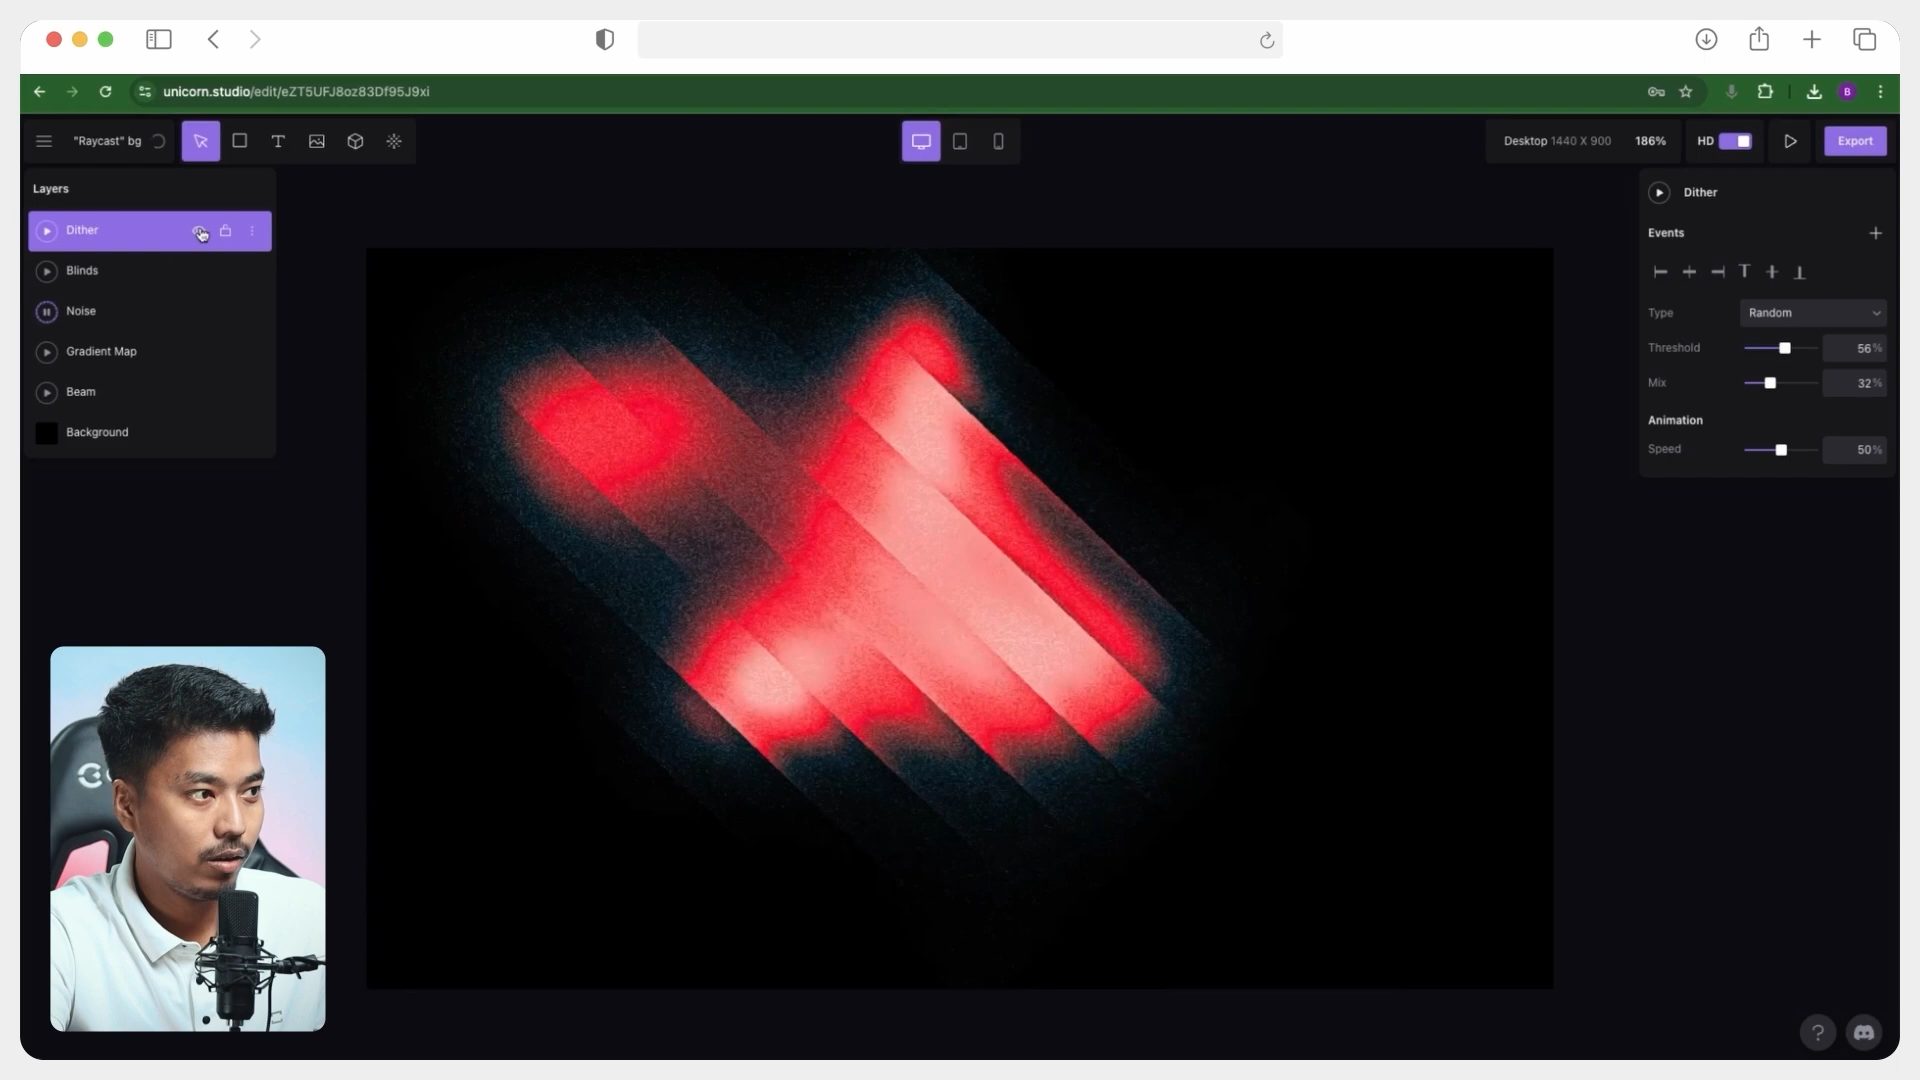 unicorn.studio/edit/eZT5UFJ8oz83Df95J9xi
B
"Raycast" bg
Desktop 1440 X 900
186%
HD
Export
Layers
Dither
Blinds
Noise
Gradient Map
Beam
Background
Dither
Events
Type
Random
Threshold
56%
Mix
32%
Animation
Speed
50%
?